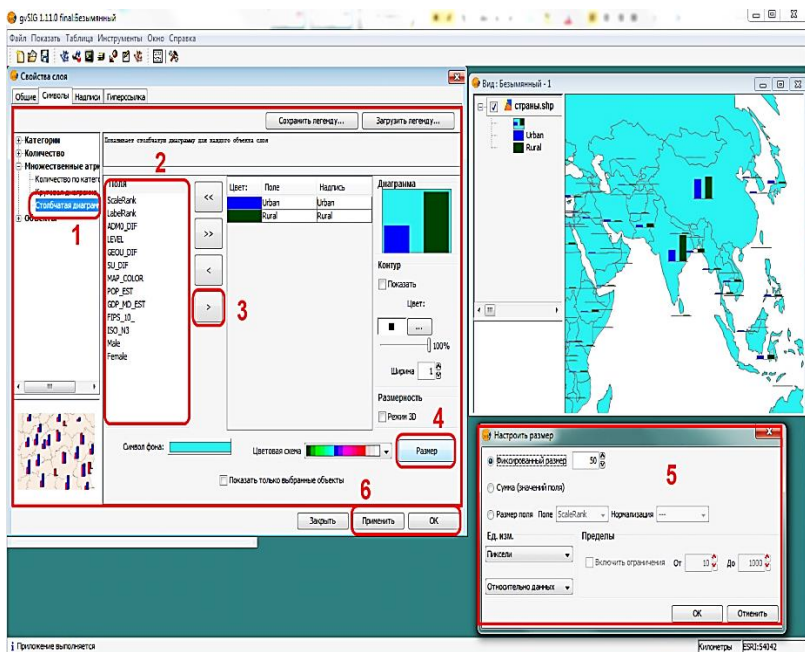 gvSIG 1.11.0 final:Безымянный
Файл Показать Таблица Инструменты Окно Справка
Свойства слоя
Общие Символы Надписи Гиперссылка
Сохранить легенду... Загрузить легенду...
Категории
Количество
Множественные атри
Количество по катего
Круговая диаграмма
Столбчатая диаграм
Объекты
1
Показывает столбчатую диаграмму для каждого объекта слоя
2
Поля
ScaleRank
LabeRank
ADM0_DIF
LEVEL
GEOU_DIF
SU_DIF
MAP_COLOR
POP_EST
GDP_MD_EST
FIPS_10_
ISO_N3
Male
Female
<<
>>
<
>
3
Цвет: Поле Надпись
Urban Urban
Rural Rural
Диаграмма
Контур
Показать
Цвет:
...
100%
Ширина 1
Размерность
Режим 3D
4
Символ фона: Цветовая схема Размер
Показать только выбранные объекты
6
Закрыть Применить OK
Вид : Безымянный - 1
страны.shp
Urban
Rural
Настроить размер
Фиксированный размер 50
5
Сумма (значений поля)
Размер поля Поле ScaleRank Нормализация ---
Ед. изм. Пределы
Пиксели
Включить ограничения От 10 До 1000
Относительно данных
OK Отменить
Приложение выполняется
Километры ESRI:54042